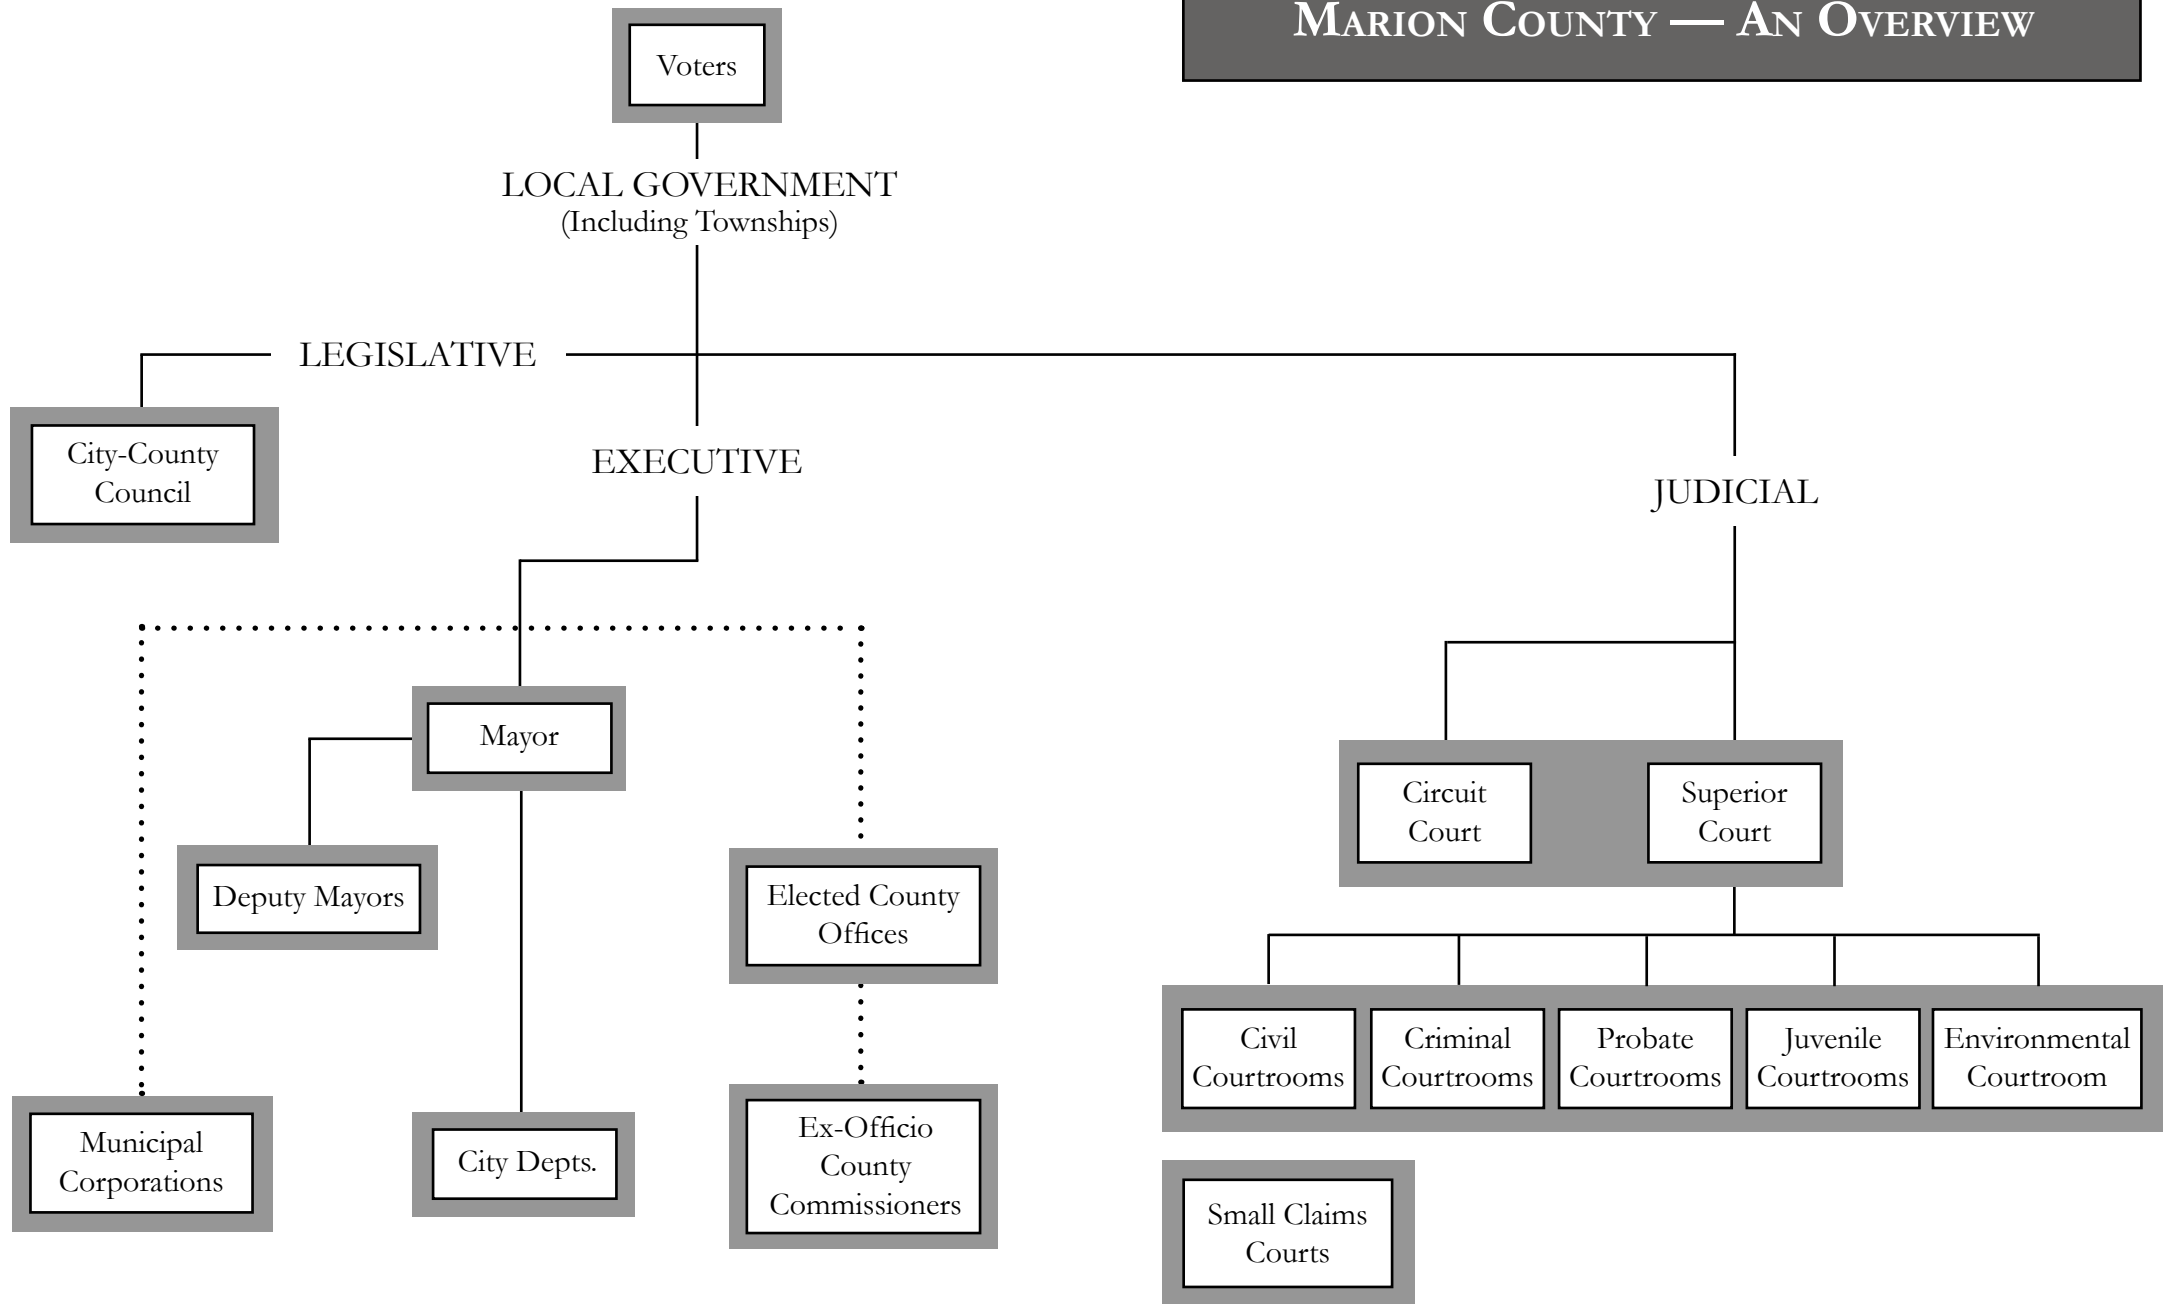 MARION COUNTY — AN OVERVIEW
Voters
LOCAL GOVERNMENT
(Including Townships)
LEGISLATIVE
City-County
Council
EXECUTIVE
JUDICIAL
Mayor
Deputy Mayors
Elected County
Offices
Municipal
Corporations
City Depts.
Ex-Officio
County
Commissioners
Circuit
Court
Superior
Court
Civil
Courtrooms
Criminal
Courtrooms
Probate
Courtrooms
Juvenile
Courtrooms
Environmental
Courtroom
Small Claims
Courts